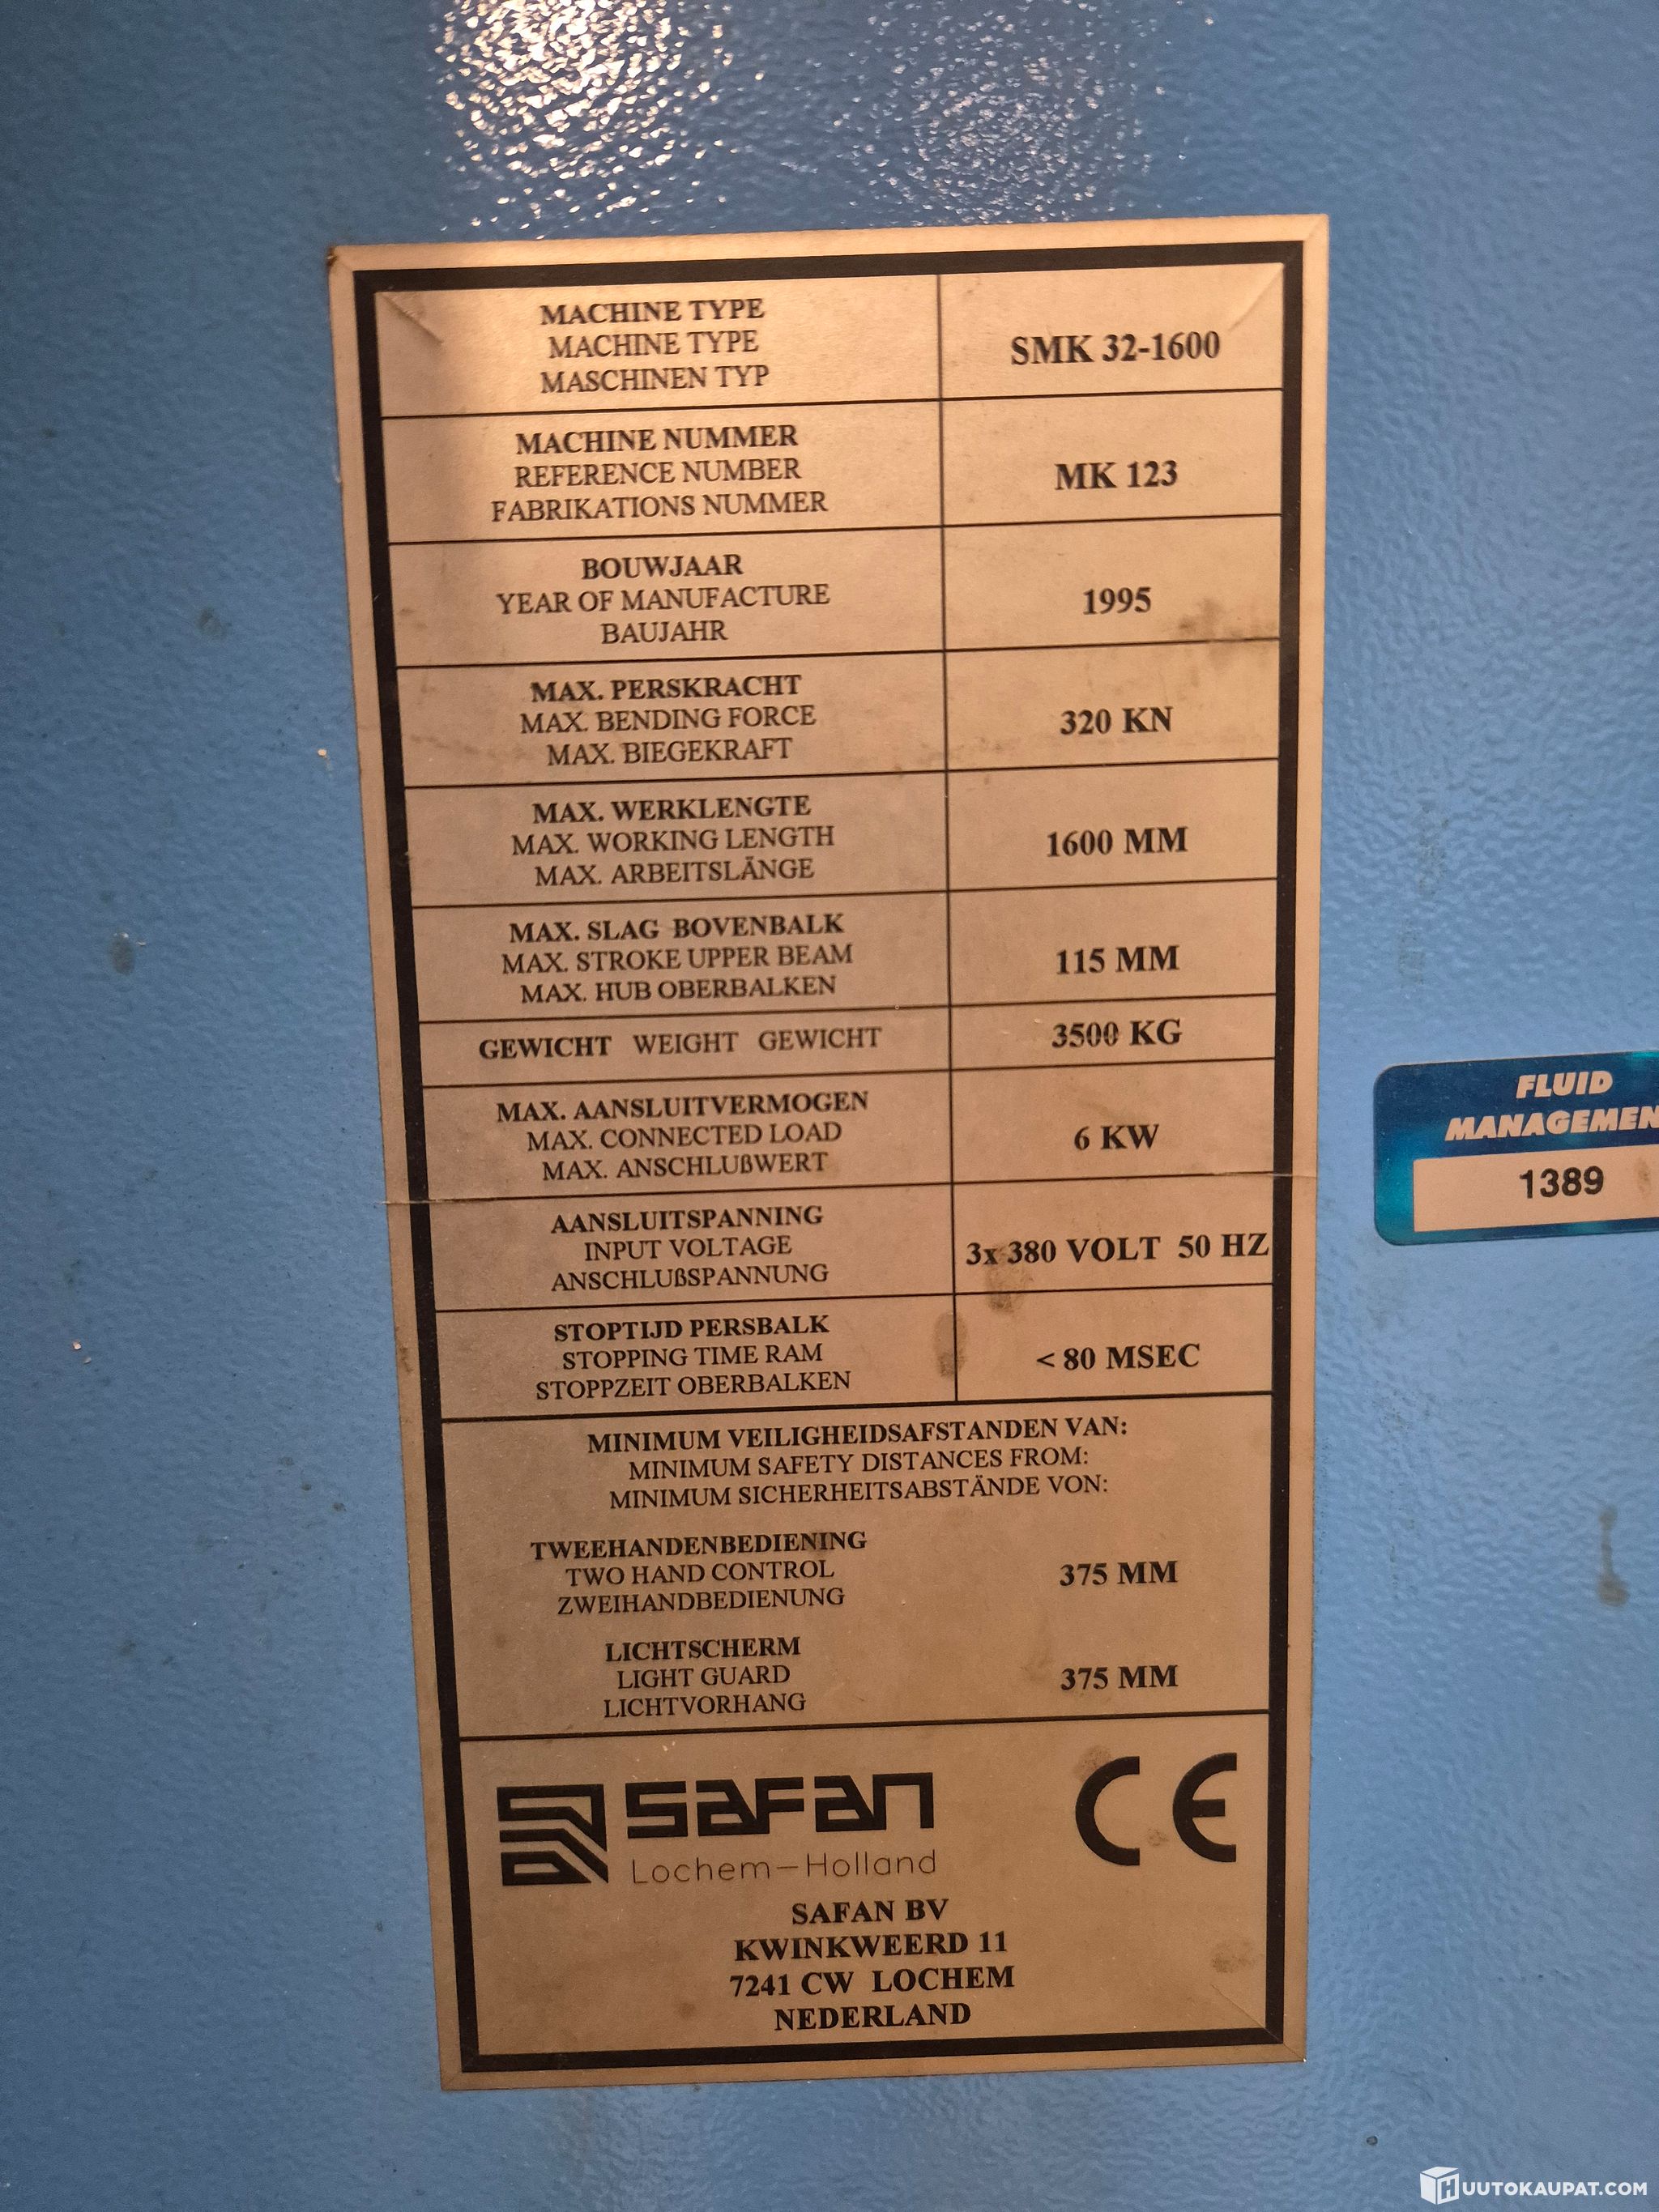 MACHINE TYPE
MACHINE TYPE
MASCHINEN TYP
SMK 32-1600
MACHINE NUMMER
REFERENCE NUMBER
FABRIKATIONS NUMMER
MK 123
BOUWJAAR
YEAR OF MANUFACTURE
BAUJAHR
1995
MAX. PERSKRACHT
MAX. BENDING FORCE
MAX. BIEGEKRAFT
320 KN
MAX. WERKLENGTE
MAX. WORKING LENGTH
MAX. ARBEITSLÄNGE
1600 MM
MAX. SLAG BOVENBALK
MAX. STROKE UPPER BEAM
MAX. HUB OBERBALKEN
115 MM
GEWICHT WEIGHT GEWICHT
3500 KG
MAX. AANSLUITVERMOGEN
MAX. CONNECTED LOAD
MAX. ANSCHLUßWERT
6 KW
AANSLUITSPANNING
INPUT VOLTAGE
ANSCHLUßSPANNUNG
3x 380 VOLT 50 HZ
STOPTIJD PERSBALK
STOPPING TIME RAM
STOPPZEIT OBERBALKEN
< 80 MSEC
MINIMUM VEILIGHEIDSAFSTANDEN VAN:
MINIMUM SAFETY DISTANCES FROM:
MINIMUM SICHERHEITSABSTÄNDE VON:
TWEEHANDENBEDIENING
TWO HAND CONTROL
ZWEIHANDBEDIENUNG
375 MM
LICHTSCHERM
LIGHT GUARD
LICHTVORHANG
375 MM
SAFAN
Lochem-Holland
CE
SAFAN BV
KWINKWEERD 11
7241 CW LOCHEM
NEDERLAND
FLUID
MANAGEMEN
1389
HUUTOKAUPAT.COM